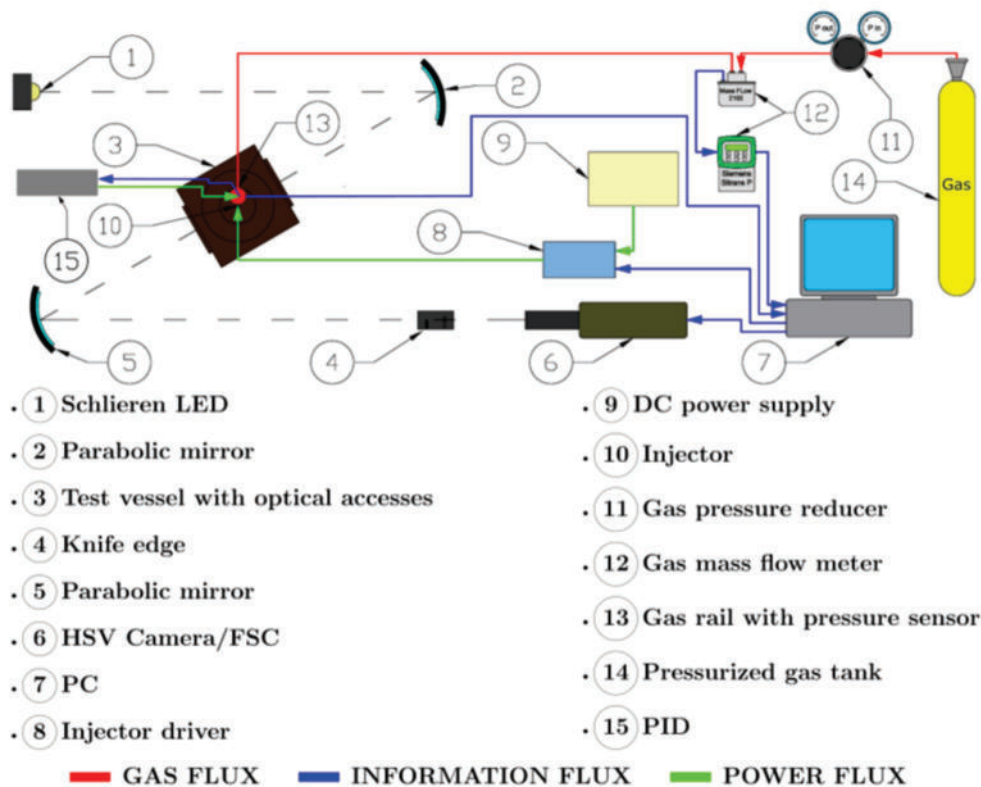 P out
P in
1
2
13
Mass Flow
2100
12
11
3
9
Siemens
Sitrans P
14
Gas
10
8
15
5
4
6
7
. 1 Schlieren LED
. 2 Parabolic mirror
. 3 Test vessel with optical accesses
. 4 Knife edge
. 5 Parabolic mirror
. 6 HSV Camera/FSC
. 7 PC
. 8 Injector driver
. 9 DC power supply
. 10 Injector
. 11 Gas pressure reducer
. 12 Gas mass flow meter
. 13 Gas rail with pressure sensor
. 14 Pressurized gas tank
. 15 PID
GAS FLUX
INFORMATION FLUX
POWER FLUX